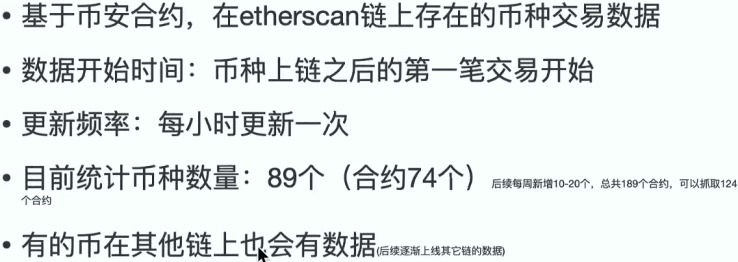 • 基于币安合约，在etherscan链上存在的币种交易数据
• 数据开始时间：币种上链之后的第一笔交易开始
• 更新频率：每小时更新一次
• 目前统计币种数量：89个（合约74个） 后续每周新增10-20个，总共189个合约，可以抓取124
个合约
• 有的币在其他链上也会有数据(后续逐渐上线其它链的数据)